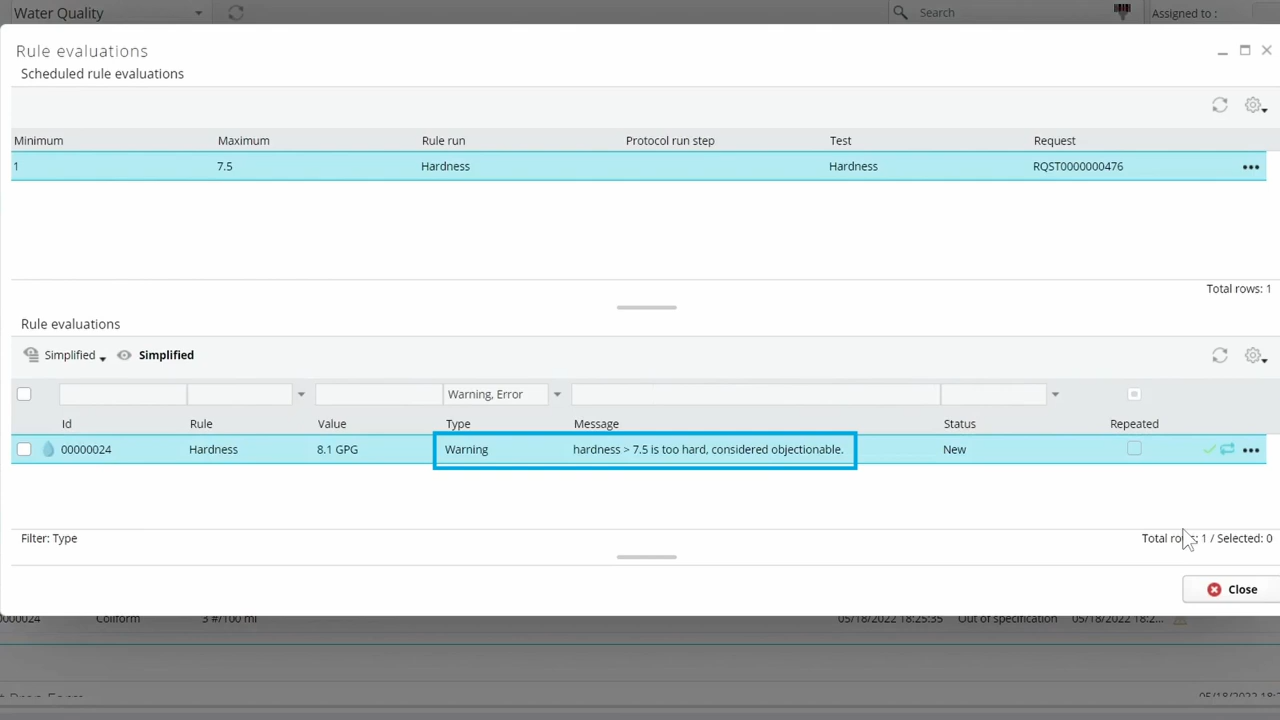 Water Quality
Search
Assigned to :
Rule evaluations
Scheduled rule evaluations
Minimum Maximum Rule run Protocol run step Test Request
1 7.5 Hardness Hardness RQST0000000476
Total rows: 1
Rule evaluations
Simplified Simplified
Warning, Error
Id Rule Value Type Message Status Repeated
00000024 Hardness 8.1 GPG Warning hardness > 7.5 is too hard, considered objectionable. New
Filter: Type
Total rows: 1 / Selected: 0
Close
0000024 Coliform 3 #/100 ml 05/18/2022 18:25:35 Out of specification 05/18/2022 18:2...